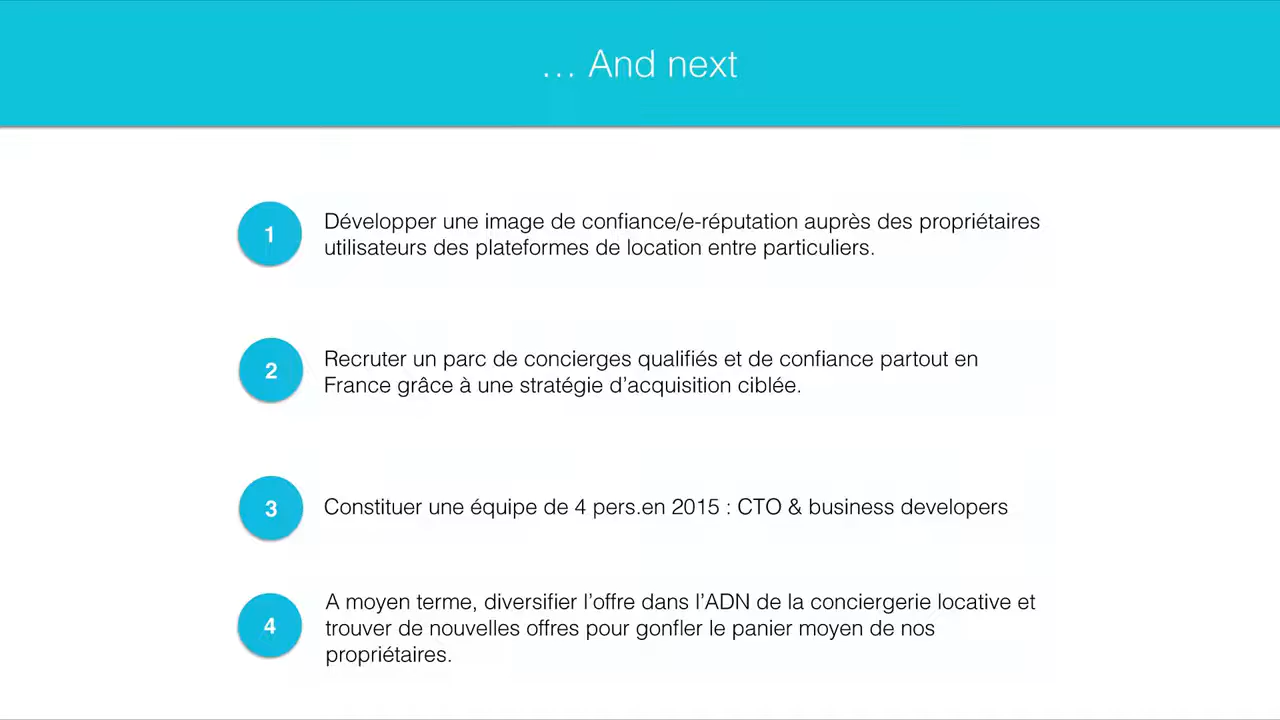 ... And next
1
Développer une image de confiance/e-réputation auprès des propriétaires
utilisateurs des plateformes de location entre particuliers.
2
Recruter un parc de concierges qualifiés et de confiance partout en
France grâce à une stratégie d’acquisition ciblée.
3
Constituer une équipe de 4 pers.en 2015 : CTO & business developers
4
A moyen terme, diversifier l’offre dans l’ADN de la conciergerie locative et
trouver de nouvelles offres pour gonfler le panier moyen de nos
propriétaires.